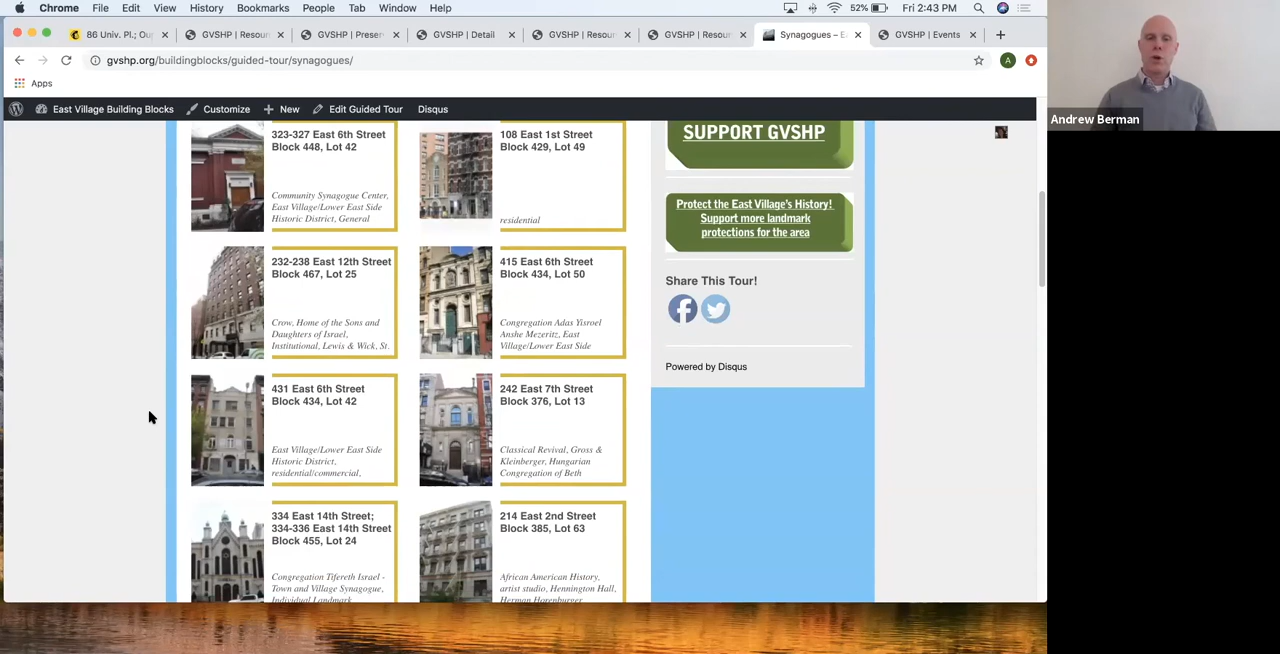 Chrome File Edit View History Bookmarks People Tab Window Help 52% Fri 2:43 PM
86 Univ. Pl.; Ou GVSHP | Resour GVSHP | Preser GVSHP | Detail GVSHP | Resour GVSHP | Resour Synagogues – Ea GVSHP | Events
gvshp.org/buildingblocks/guided-tour/synagogues/ A
Apps
East Village Building Blocks Customize New Edit Guided Tour Disqus
323-327 East 6th Street
Block 448, Lot 42
Community Synagogue Center,
East Village/Lower East Side
Historic District, General
108 East 1st Street
Block 429, Lot 49
residential
232-238 East 12th Street
Block 467, Lot 25
Crow, Home of the Sons and
Daughters of Israel,
Institutional, Lewis & Wick, St.
415 East 6th Street
Block 434, Lot 50
Congregation Adas Yisroel
Anshe Mezeritz, East
Village/Lower East Side
431 East 6th Street
Block 434, Lot 42
East Village/Lower East Side
Historic District,
residential/commercial,
242 East 7th Street
Block 376, Lot 13
Classical Revival, Gross &
Kleinberger, Hungarian
Congregation of Beth
334 East 14th Street;
334-336 East 14th Street
Block 455, Lot 24
Congregation Tifereth Israel -
Town and Village Synagogue,
Individual Landmark
214 East 2nd Street
Block 385, Lot 63
African American History,
artist studio, Hennington Hall,
Herman Horenburger
SUPPORT GVSHP
Protect the East Village's History!
Support more landmark
protections for the area
Share This Tour!
Powered by Disqus
Andrew Berman